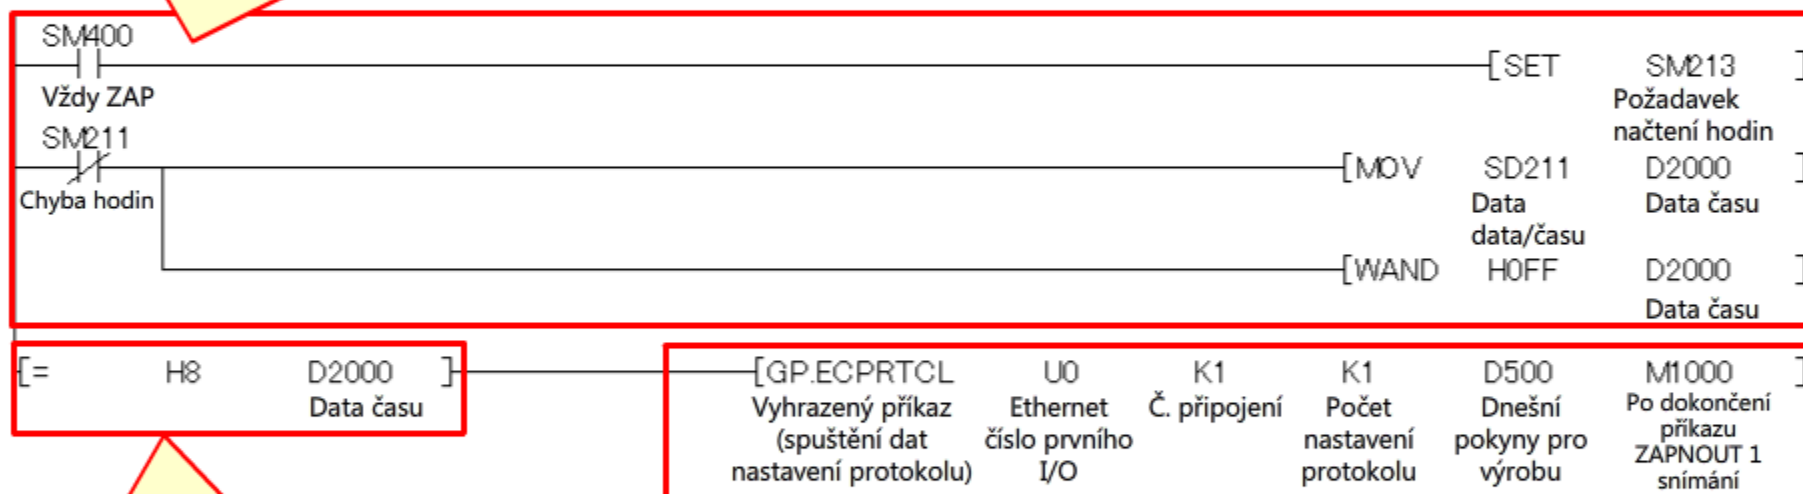 SM400
[SET SM213 ]
Vždy ZAP
Požadavek
načtení hodin
SM211
[MOV SD211 D2000 ]
Chyba hodin
Data
data/času
Data času
[WAND H0FF D2000 ]
Data času
[= H8 D2000 ]
Data času
[GP.ECPRTCL U0 K1 K1 D500 M1000 ]
Vyhrazený příkaz
(spuštění dat
nastavení protokolu)
Ethernet
číslo prvního
I/O
Č. připojení
Počet
nastavení
protokolu
Dnešní
pokyny pro
výrobu
Po dokončení
příkazu
ZAPNOUT 1
snímání